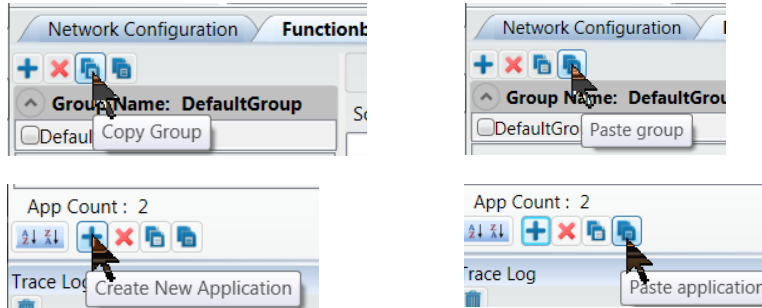 Network Configuration Functionb
Group Name: DefaultGroup
Defaul
Copy Group
Network Configuration
Group Name: DefaultGrou
DefaultGro
Paste group
App Count : 2
Trace Log
Create New Application
App Count : 2
Trace Log
Paste application